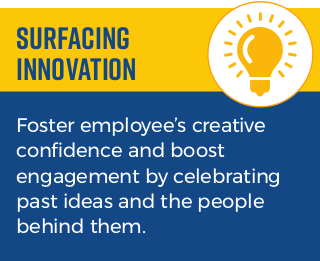 SURFACING
INNOVATION
Foster employee’s creative
confidence and boost
engagement by celebrating
past ideas and the people
behind them.